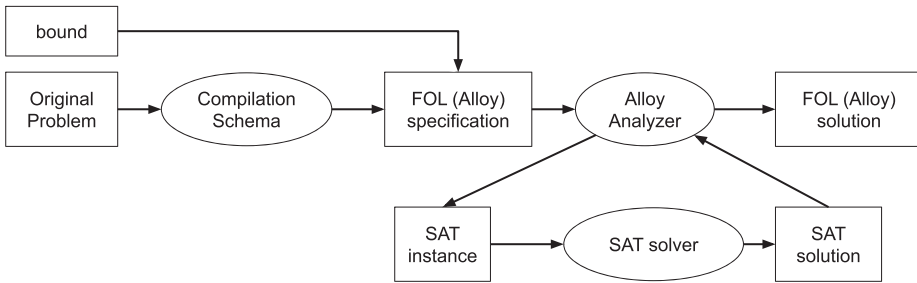 bound
Original
Problem
Compilation
Schema
FOL (Alloy)
specification
Alloy
Analyzer
FOL (Alloy)
solution
SAT
instance
SAT solver
SAT
solution